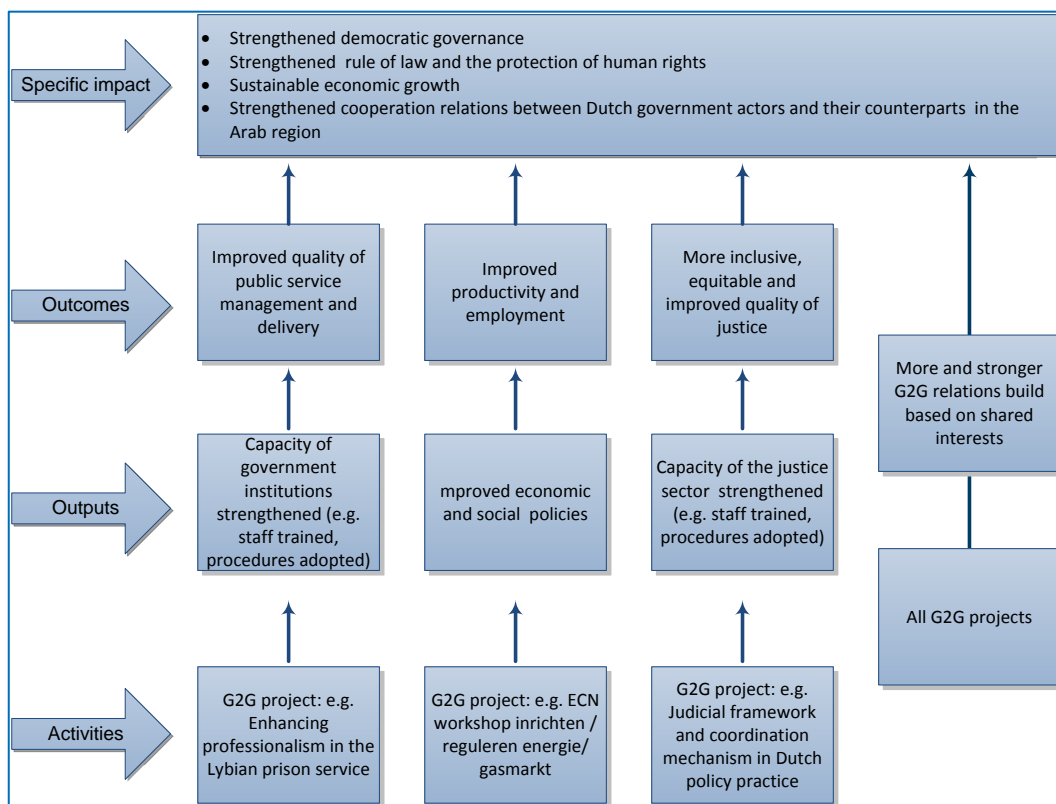 Specific impact
• Strengthened democratic governance
• Strengthened rule of law and the protection of human rights
• Sustainable economic growth
• Strengthened cooperation relations between Dutch government actors and their counterparts in the
Arab region
Outcomes
Improved quality of
public service
management and
delivery
Improved
productivity and
employment
More inclusive,
equitable and
improved quality of
justice
More and stronger
G2G relations build
based on shared
interests
Outputs
Capacity of
government
institutions
strengthened (e.g.
staff trained,
procedures adopted)
mproved economic
and social policies
Capacity of the justice
sector strengthened
(e.g. staff trained,
procedures adopted)
All G2G projects
Activities
G2G project: e.g.
Enhancing
professionalism in the
Lybian prison service
G2G project: e.g. ECN
workshop inrichten /
reguleren energie/
gasmarkt
G2G project: e.g.
Judicial framework
and coordination
mechanism in Dutch
policy practice